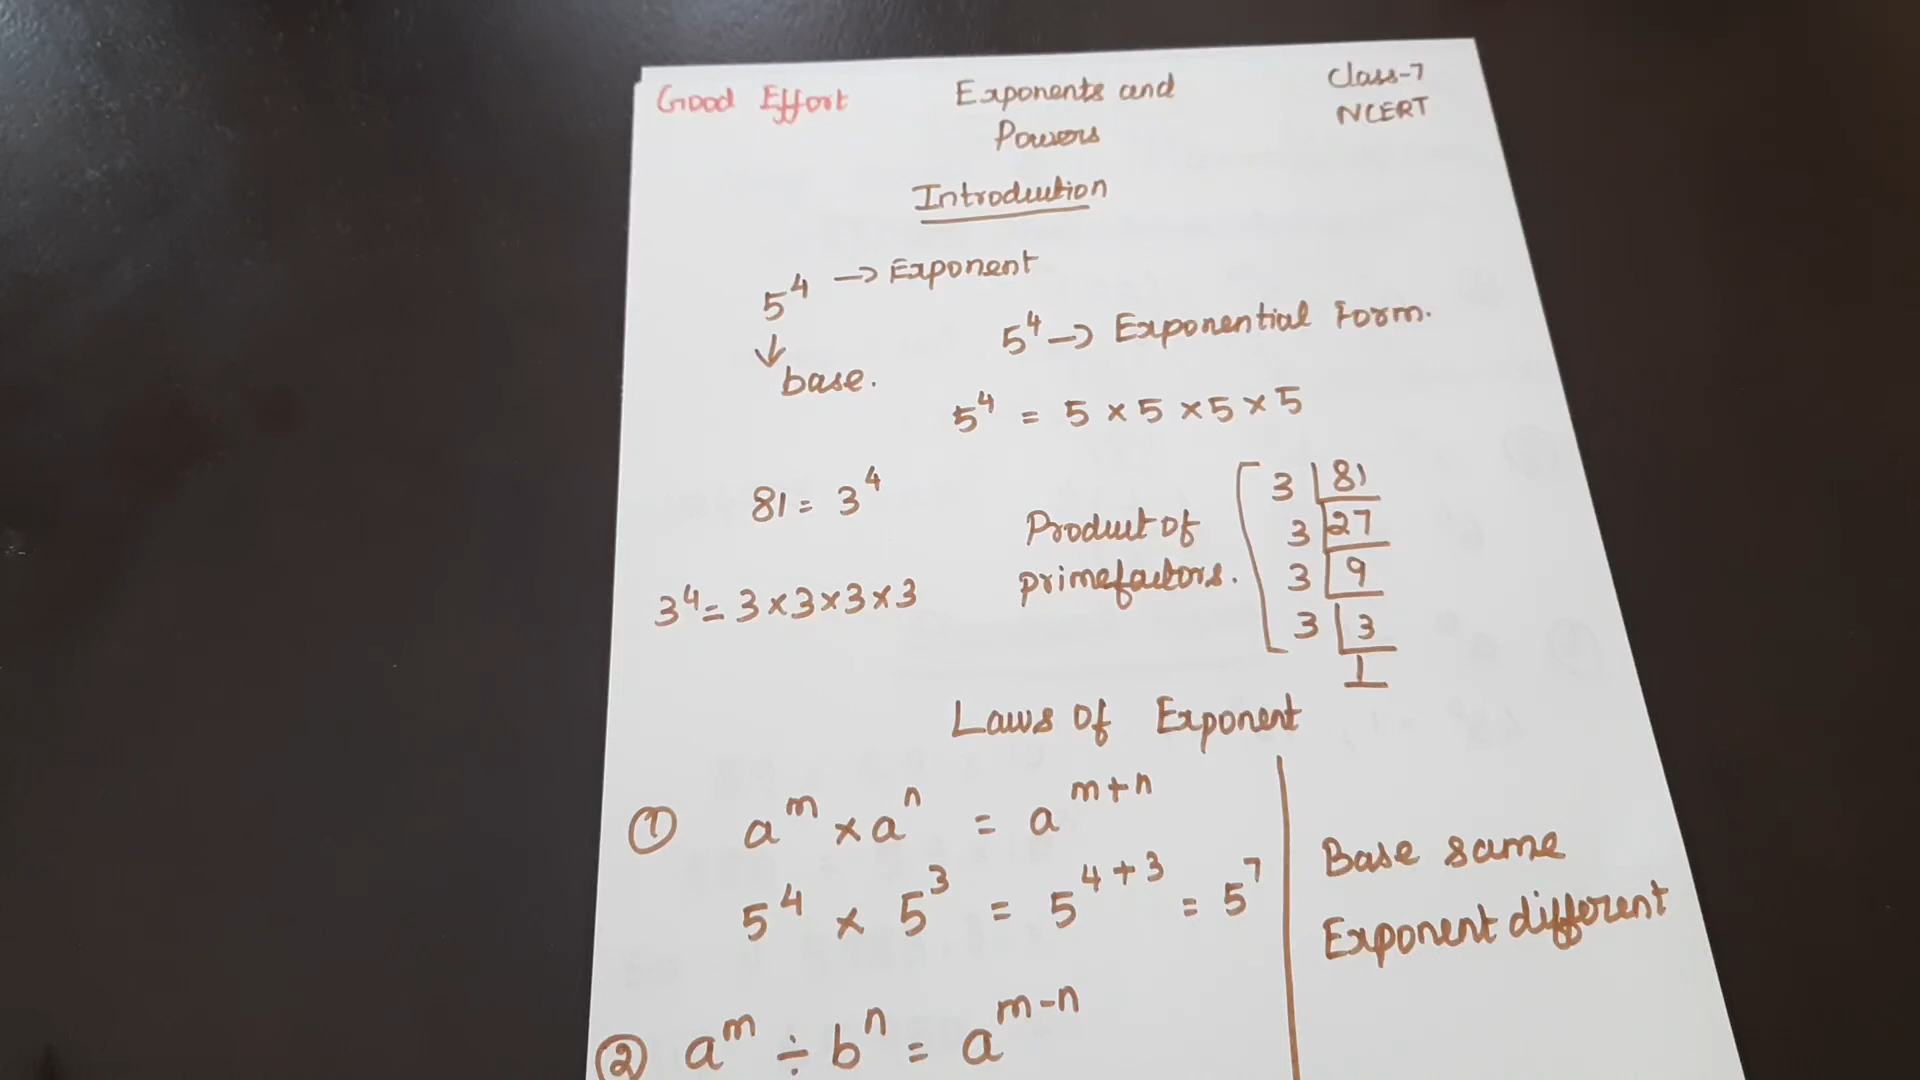 Good Effort
Exponents and
Powers
Class-7
NCERT
Introduction
5⁴ → Exponent
↓
base.
5⁴ → Exponential Form.
5⁴ = 5 × 5 × 5 × 5
81 = 3⁴
3⁴ = 3 × 3 × 3 × 3
Product of
primefactors.
3 | 81
3 | 27
3 | 9
3 | 3
1
Laws of Exponent
① aᵐ × aⁿ = aᵐ⁺ⁿ
5⁴ × 5³ = 5⁴⁺³ = 5⁷
Base same
Exponent different
② aᵐ ÷ bⁿ = aᵐ⁻ⁿ